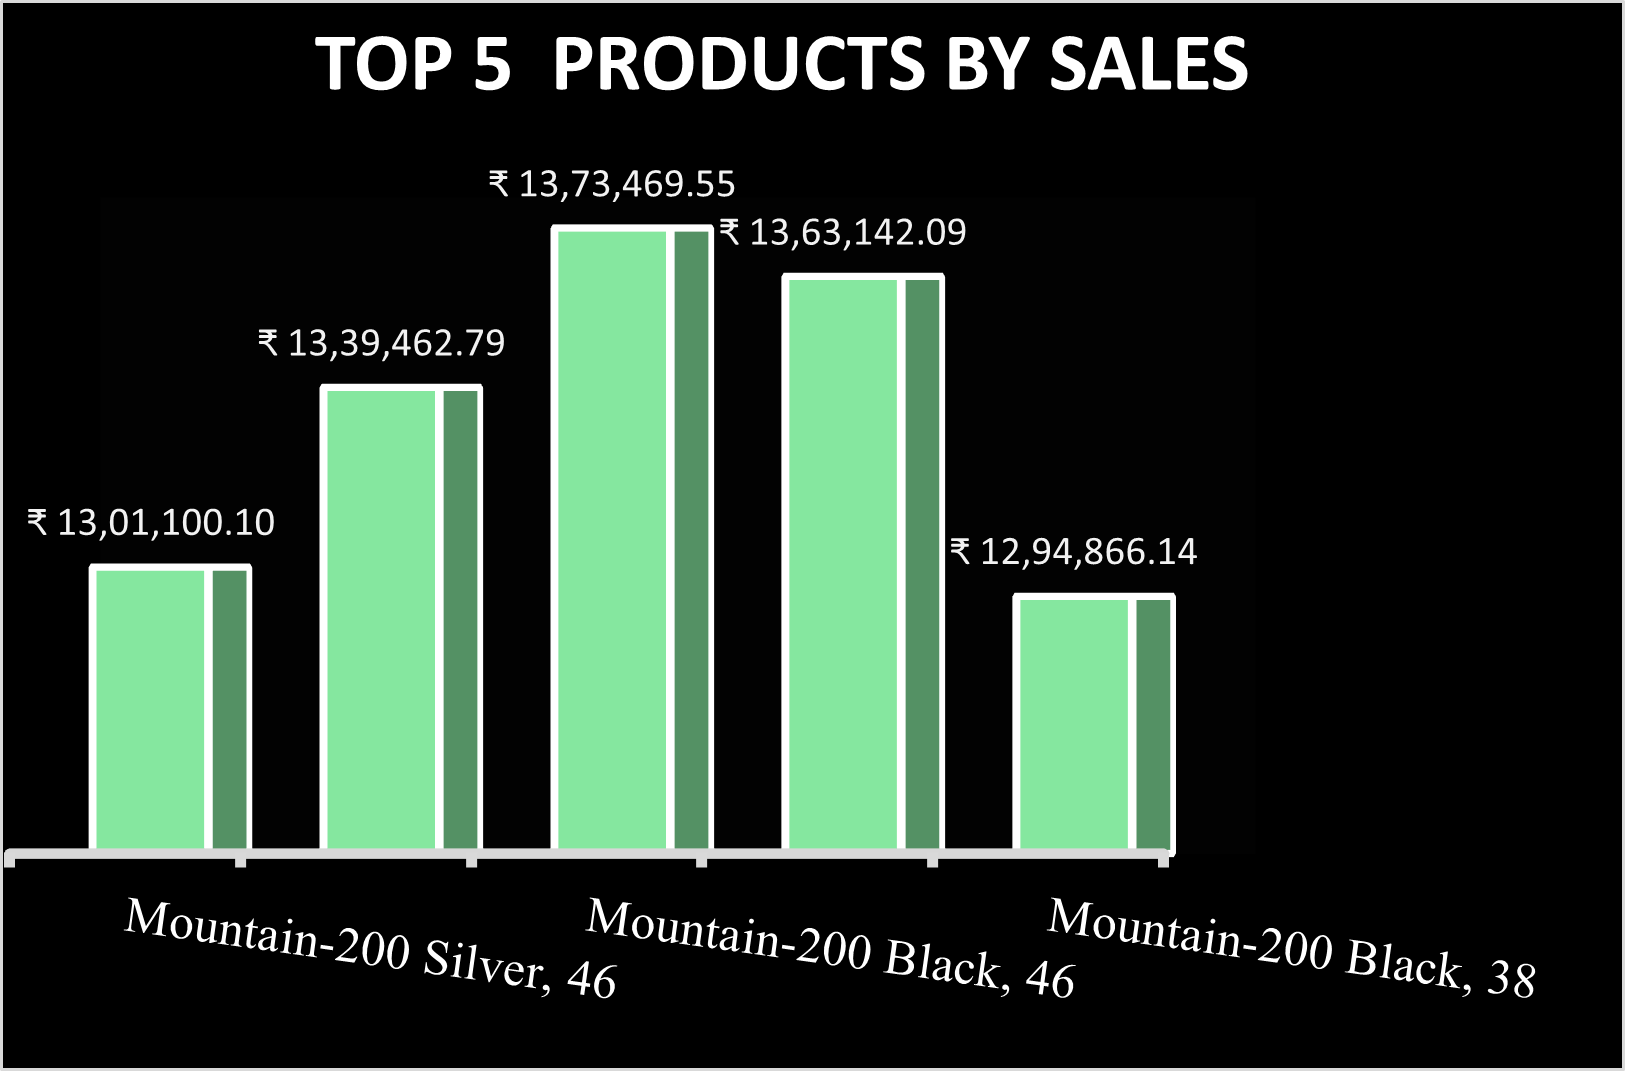 TOP 5  PRODUCTS BY SALES
₹ 13,73,469.55
₹ 13,63,142.09
₹ 13,39,462.79
₹ 13,01,100.10
₹ 12,94,866.14
Mountain-200 Silver, 46
Mountain-200 Black, 46
Mountain-200 Black, 38